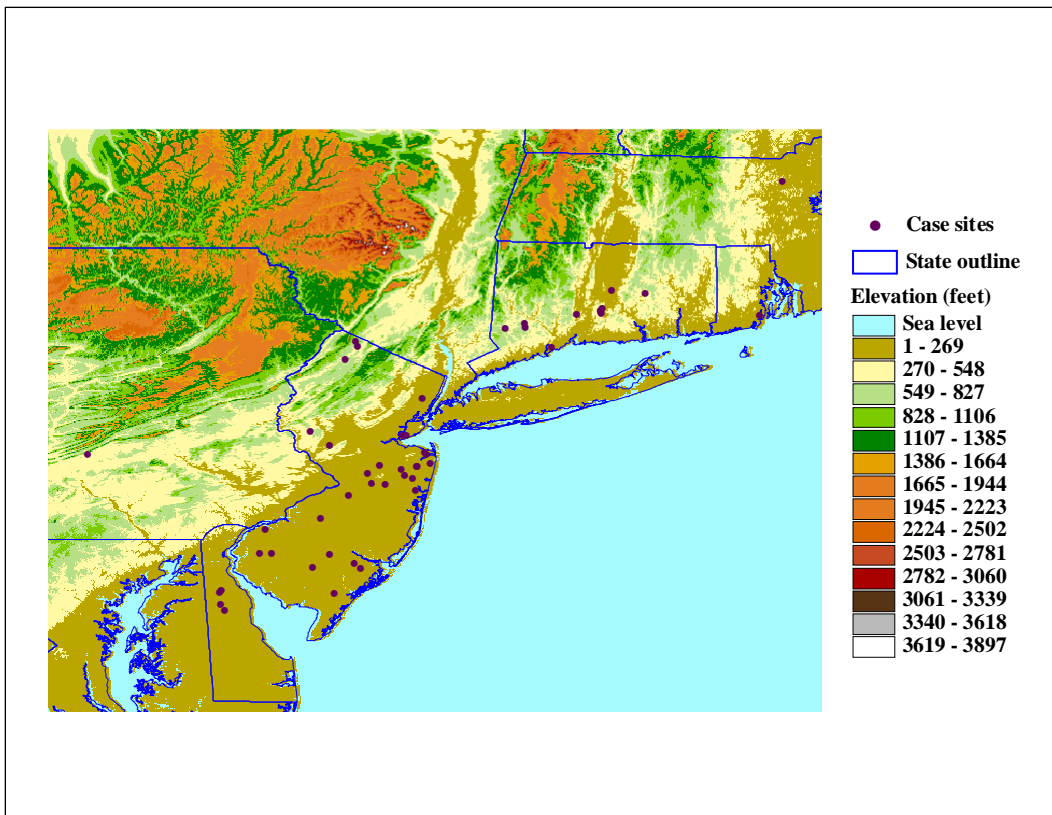 Case sites
State outline
Elevation (feet)
Sea level
1 - 269
270 - 548
549 - 827
828 - 1106
1107 - 1385
1386 - 1664
1665 - 1944
1945 - 2223
2224 - 2502
2503 - 2781
2782 - 3060
3061 - 3339
3340 - 3618
3619 - 3897